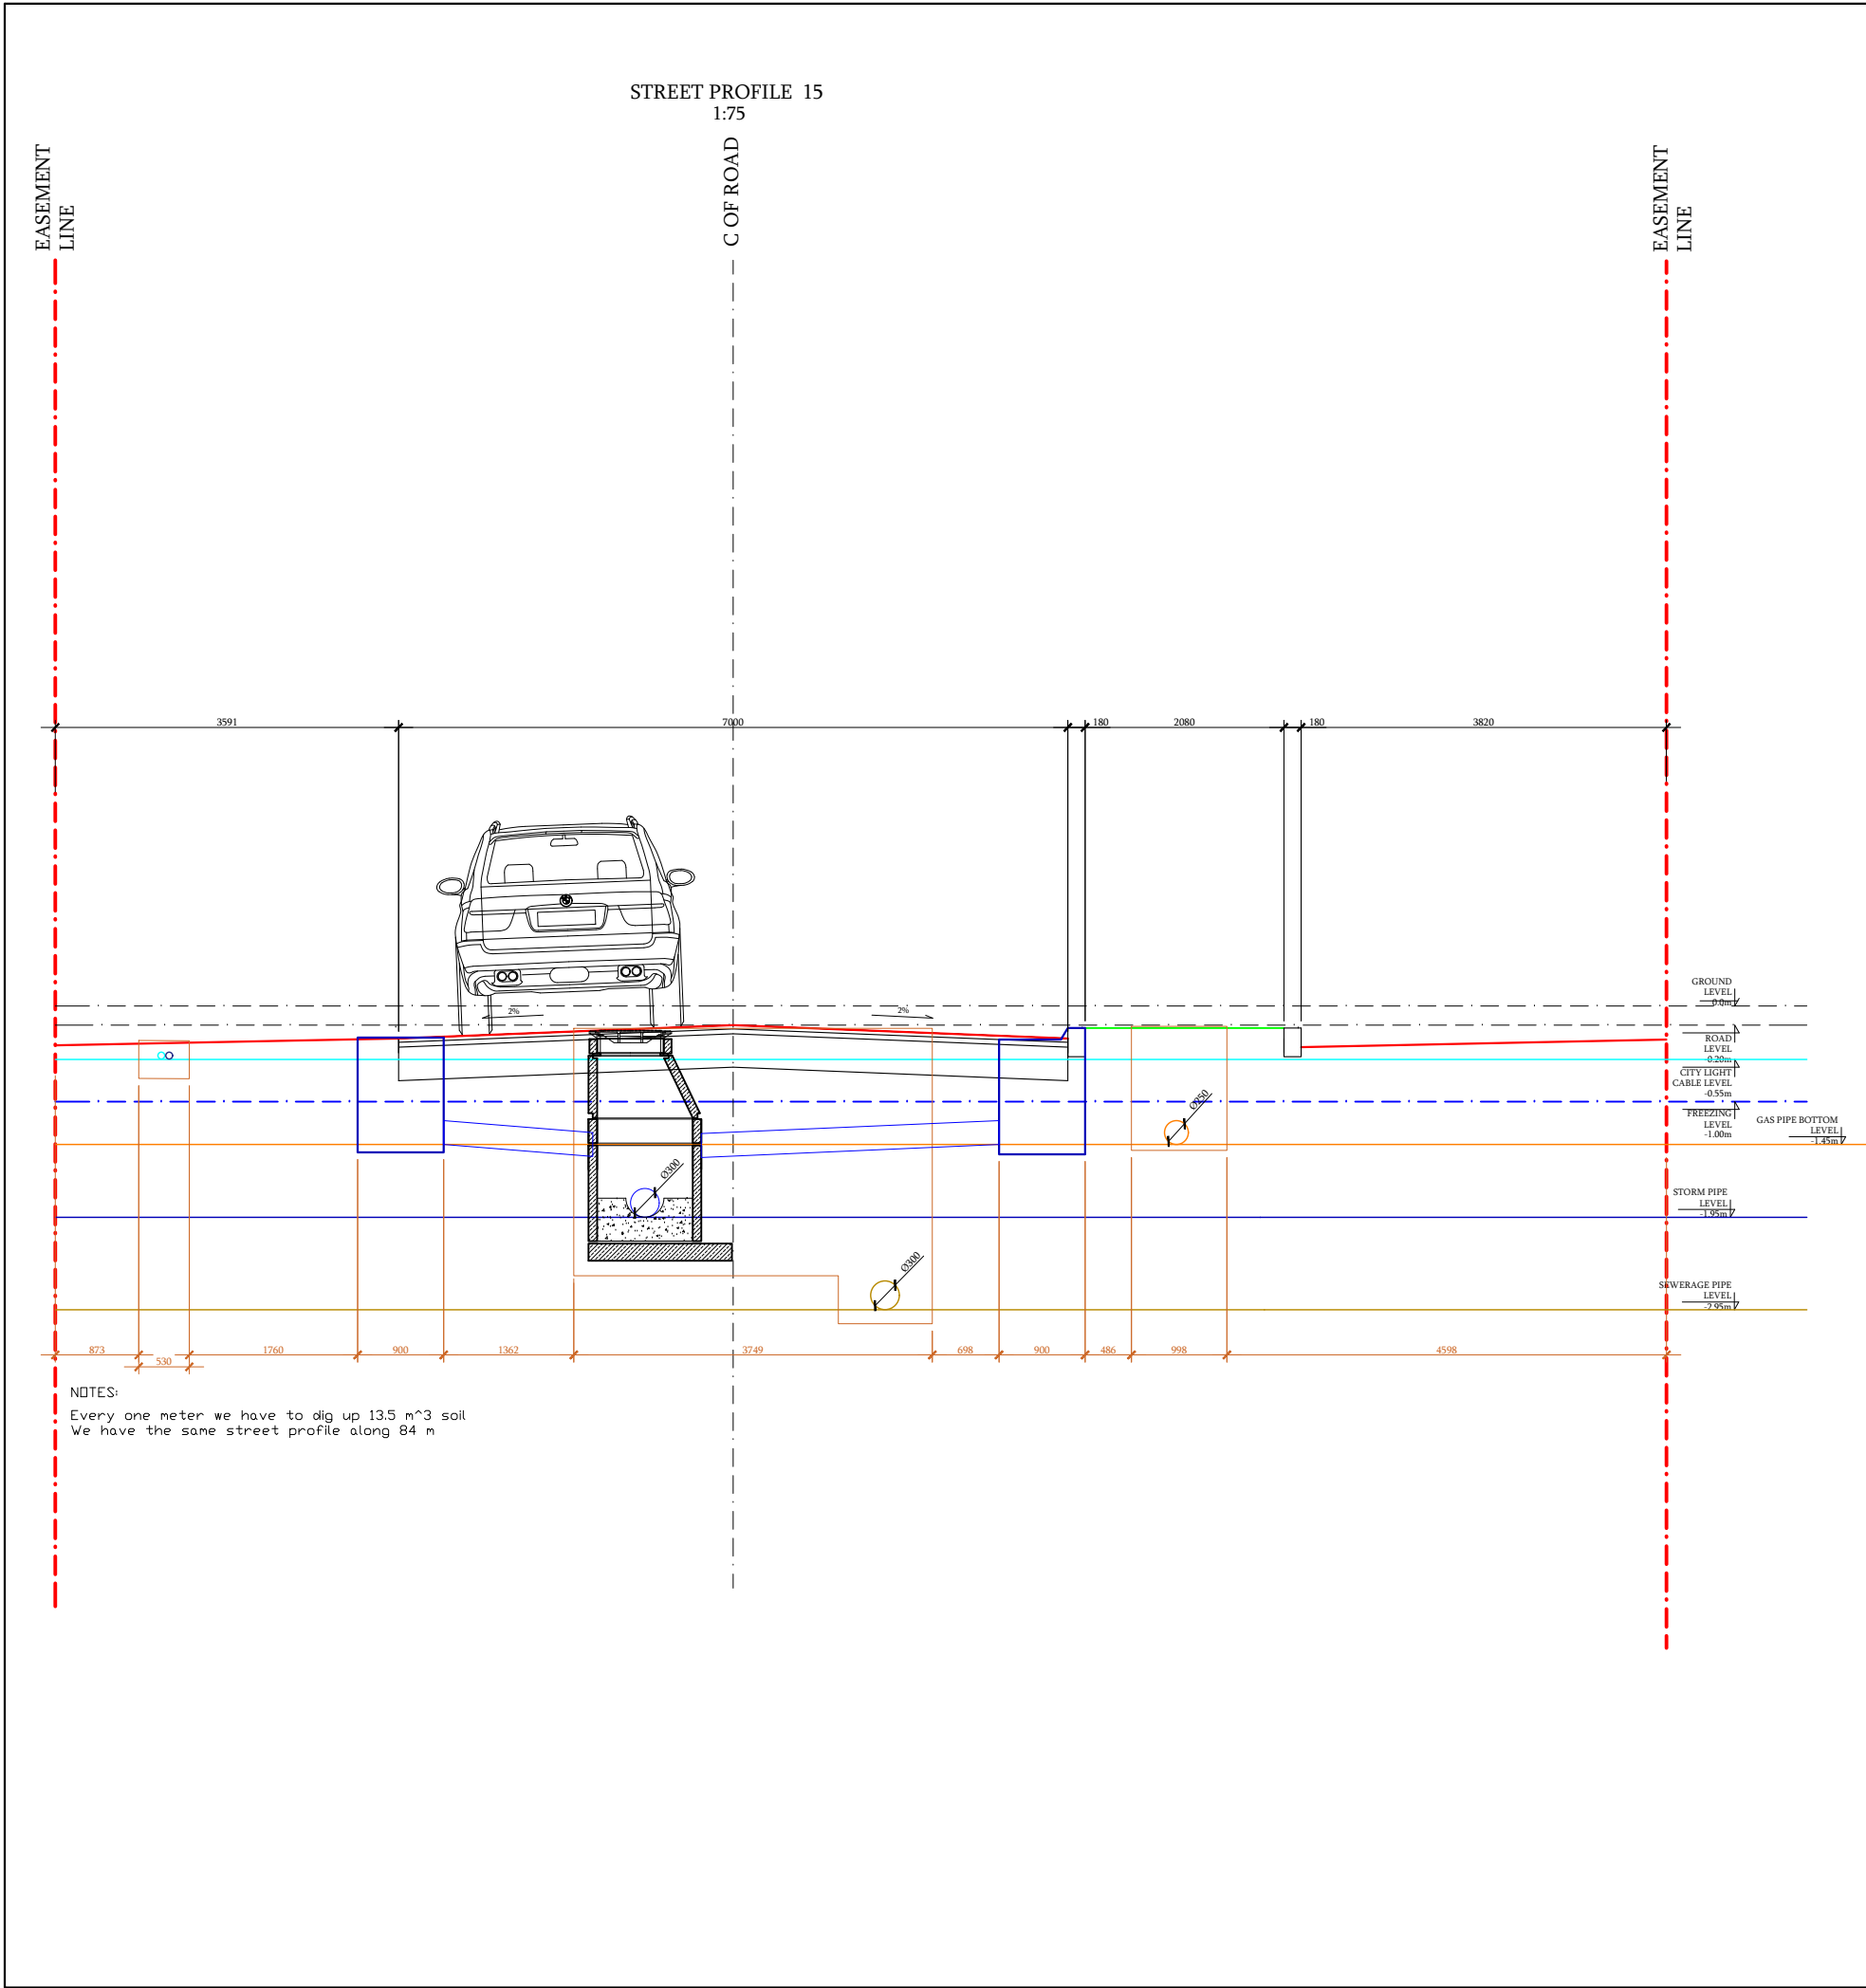 STREET PROFILE 15
1:75
EASEMENT
LINE
C OF ROAD
EASEMENT
LINE
3591
7000
180
2080
180
3820
2%
2%
GROUND
LEVEL
0.0m
ROAD
LEVEL
0.20m
CITY LIGHT
CABLE LEVEL
-0.55m
FREEZING
LEVEL
-1.00m
GAS PIPE BOTTOM
LEVEL
-1.45m
Ø250
Ø300
STORM PIPE
LEVEL
-1.95m
Ø300
SEWERAGE PIPE
LEVEL
-2.95m
873
530
1760
900
1362
3749
698
900
486
998
4598
NOTES:
Every one meter we have to dig up 13.5 m^3 soil
We have the same street profile along 84 m